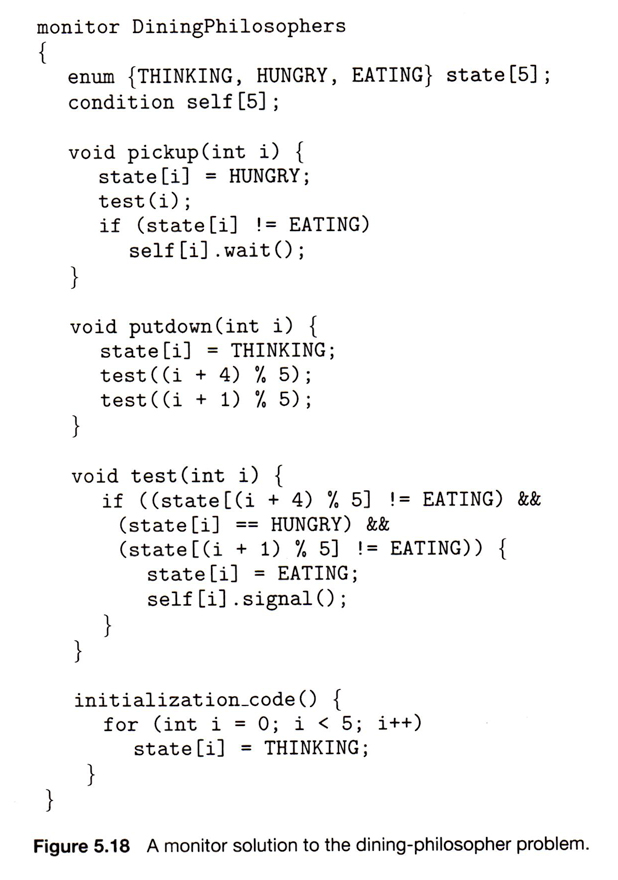 monitor DiningPhilosophers
{
enum {THINKING, HUNGRY, EATING} state[5];
condition self[5];
void pickup(int i) {
state[i] = HUNGRY;
test(i);
if (state[i] != EATING)
self[i].wait();
}
void putdown(int i) {
state[i] = THINKING;
test((i + 4) % 5);
test((i + 1) % 5);
}
void test(int i) {
if ((state[(i + 4) % 5] != EATING) &&
(state[i] == HUNGRY) &&
(state[(i + 1) % 5] != EATING)) {
state[i] = EATING;
self[i].signal();
}
}
initialization_code() {
for (int i = 0; i < 5; i++)
state[i] = THINKING;
}
}
Figure 5.18 A monitor solution to the dining-philosopher problem.